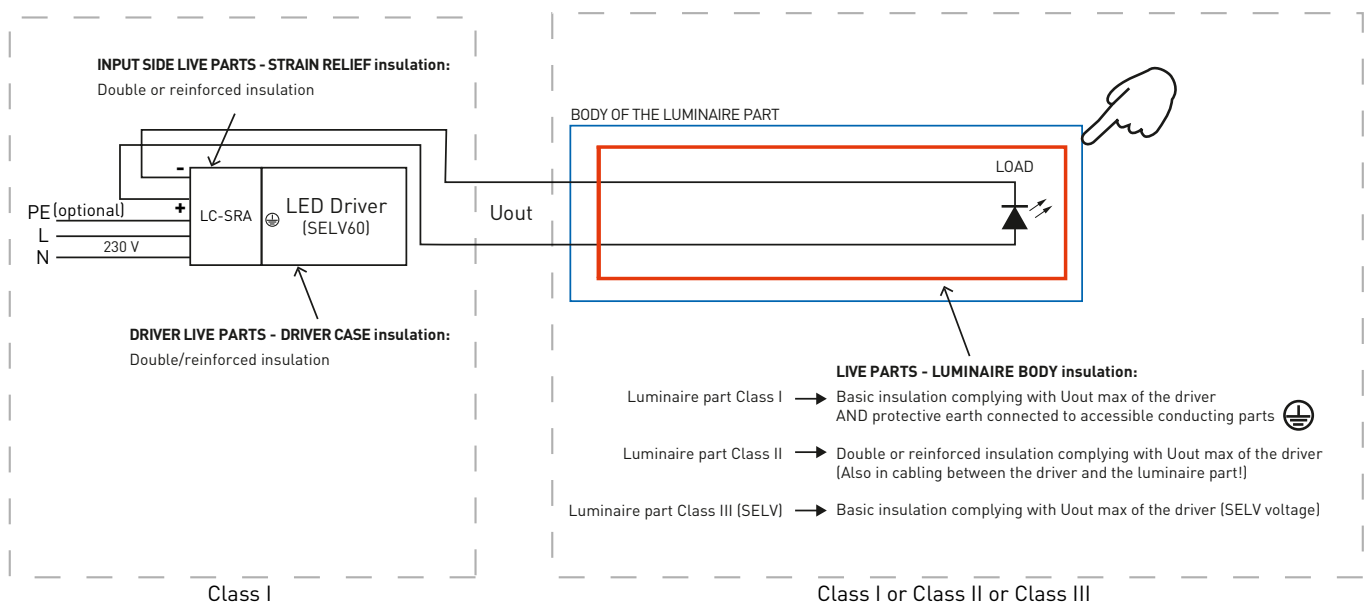 INPUT SIDE LIVE PARTS - STRAIN RELIEF insulation:
Double or reinforced insulation
-
+
PE (optional)
L
N
230 V
LC-SRA
LED Driver
(SELV60)
DRIVER LIVE PARTS - DRIVER CASE insulation:
Double/reinforced insulation
Class I
Uout
BODY OF THE LUMINAIRE PART
LOAD
LIVE PARTS - LUMINAIRE BODY insulation:
Luminaire part Class I
Basic insulation complying with Uout max of the driver
AND protective earth connected to accessible conducting parts
Luminaire part Class II
Double or reinforced insulation complying with Uout max of the driver
(Also in cabling between the driver and the luminaire part!)
Luminaire part Class III (SELV)
Basic insulation complying with Uout max of the driver (SELV voltage)
Class I or Class II or Class III